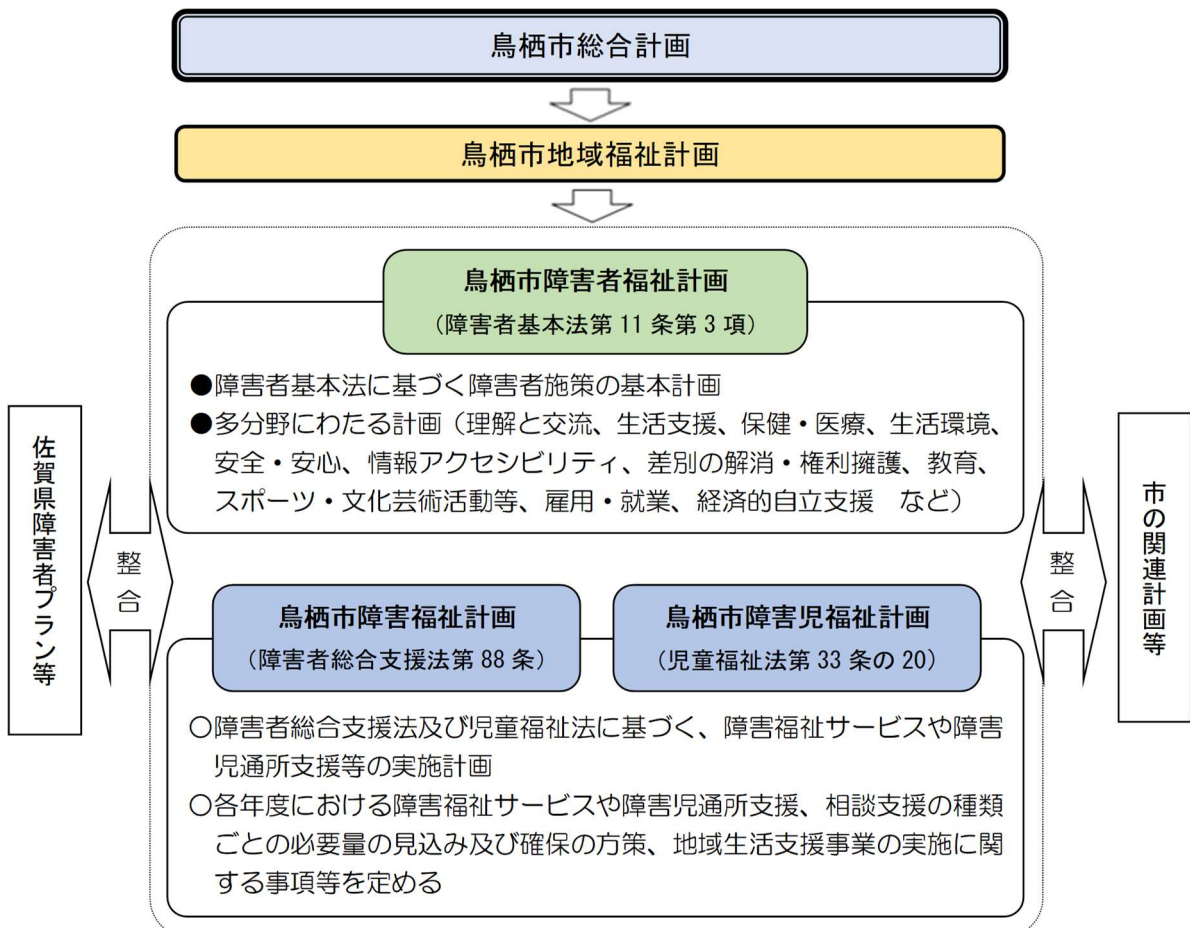 鳥栖市総合計画
鳥栖市地域福祉計画
鳥栖市障害者福祉計画
（障害者基本法第 11 条第 3 項）
●障害者基本法に基づく障害者施策の基本計画
●多分野にわたる計画（理解と交流、生活支援、保健・医療、生活環境、
安全・安心、情報アクセシビリティ、差別の解消・権利擁護、教育、
スポーツ・文化芸術活動等、雇用・就業、経済的自立支援　など）
佐賀県障害者プラン等
整合
整合
市の関連計画等
鳥栖市障害福祉計画
（障害者総合支援法第 88 条）
鳥栖市障害児福祉計画
（児童福祉法第 33 条の 20）
○障害者総合支援法及び児童福祉法に基づく、障害福祉サービスや障害
児通所支援等の実施計画
○各年度における障害福祉サービスや障害児通所支援、相談支援の種類
ごとの必要量の見込み及び確保の方策、地域生活支援事業の実施に関
する事項等を定める